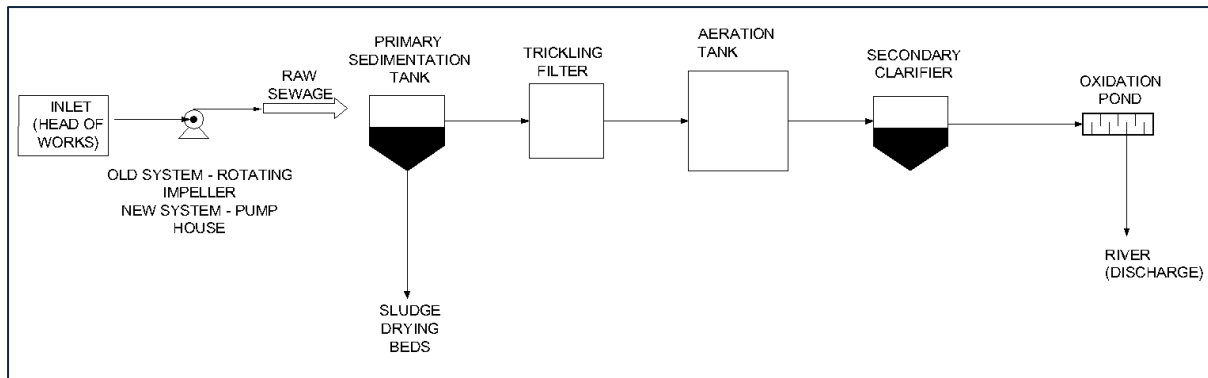 INLET
(HEAD OF
WORKS)
OLD SYSTEM - ROTATING
IMPELLER
NEW SYSTEM - PUMP
HOUSE
RAW
SEWAGE
PRIMARY
SEDIMENTATION
TANK
SLUDGE
DRYING
BEDS
TRICKLING
FILTER
AERATION
TANK
SECONDARY
CLARIFIER
OXIDATION
POND
RIVER
(DISCHARGE)